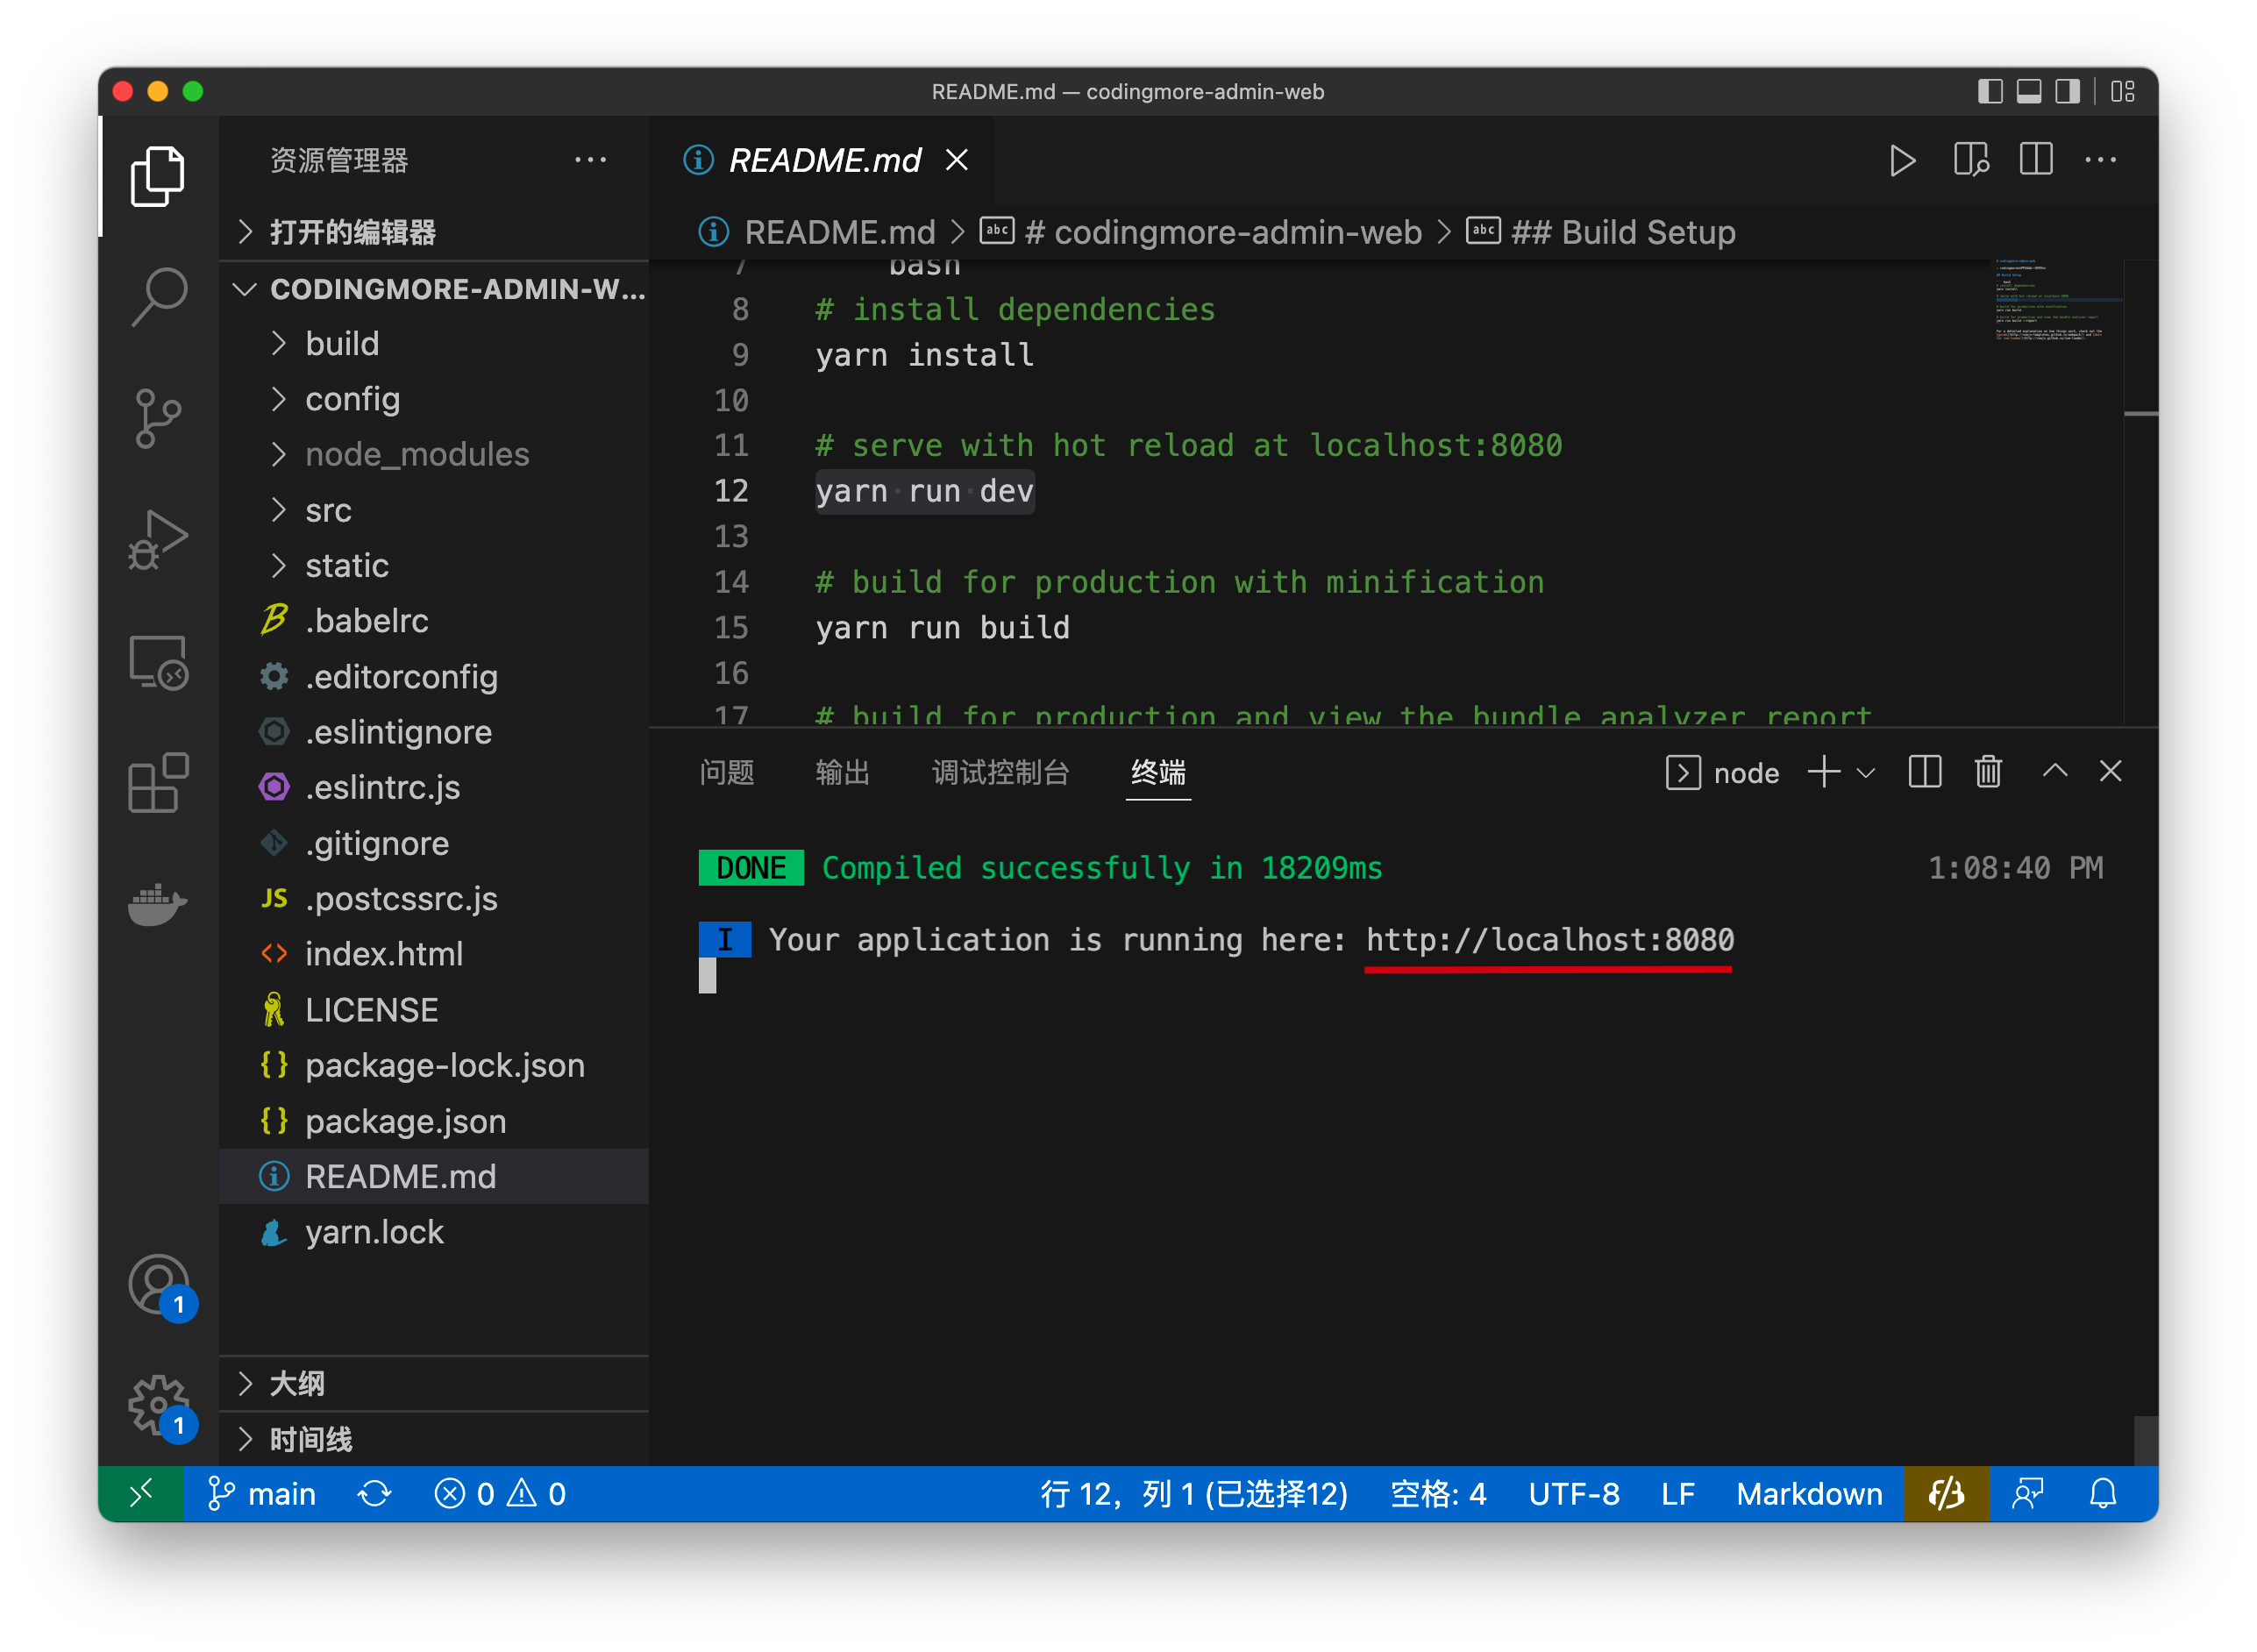 README.md — codingmore-admin-web
资源管理器
打开的编辑器
CODINGMORE-ADMIN-W...
build
config
node_modules
src
static
.babelrc
.editorconfig
.eslintignore
.eslintrc.js
.gitignore
JS .postcssrc.js
index.html
LICENSE
package-lock.json
package.json
README.md
yarn.lock
大纲
时间线
1
1
README.md
README.md > abc # codingmore-admin-web > abc ## Build Setup
7 bash
8 # install dependencies
9 yarn install
10
11 # serve with hot reload at localhost:8080
12 yarn run dev
13
14 # build for production with minification
15 yarn run build
16
17 # build for production and view the bundle analyzer report
问题 输出 调试控制台 终端 node
DONE Compiled successfully in 18209ms 1:08:40 PM
I Your application is running here: http://localhost:8080
main 0 0 行 12，列 1 (已选择12) 空格: 4 UTF-8 LF Markdown